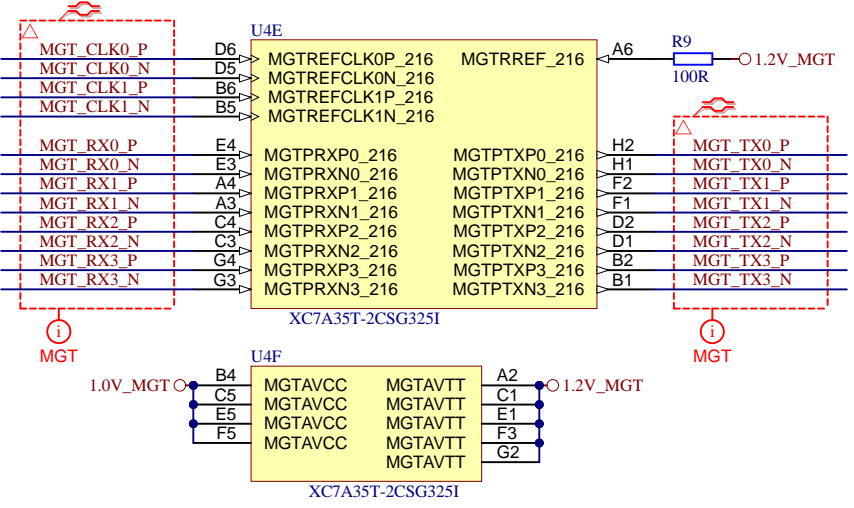 U4E
MGT_CLK0_P D6 MGTREFCLK0P_216 MGTRREF_216 A6 R9 100R 1.2V_MGT
MGT_CLK0_N D5 MGTREFCLK0N_216
MGT_CLK1_P B6 MGTREFCLK1P_216
MGT_CLK1_N B5 MGTREFCLK1N_216
MGT_RX0_P E4 MGTPRXP0_216 MGTPTXP0_216 H2 MGT_TX0_P
MGT_RX0_N E3 MGTPRXN0_216 MGTPTXN0_216 H1 MGT_TX0_N
MGT_RX1_P A4 MGTPRXP1_216 MGTPTXP1_216 F2 MGT_TX1_P
MGT_RX1_N A3 MGTPRXN1_216 MGTPTXN1_216 F1 MGT_TX1_N
MGT_RX2_P C4 MGTPRXP2_216 MGTPTXP2_216 D2 MGT_TX2_P
MGT_RX2_N C3 MGTPRXN2_216 MGTPTXN2_216 D1 MGT_TX2_N
MGT_RX3_P G4 MGTPRXP3_216 MGTPTXP3_216 B2 MGT_TX3_P
MGT_RX3_N G3 MGTPRXN3_216 MGTPTXN3_216 B1 MGT_TX3_N
XC7A35T-2CSG325I
i i
MGT MGT
U4F
1.0V_MGT B4 MGTAVCC MGTAVTT A2 1.2V_MGT
C5 MGTAVCC MGTAVTT C1
E5 MGTAVCC MGTAVTT E1
F5 MGTAVCC MGTAVTT F3
MGTAVTT G2
XC7A35T-2CSG325I